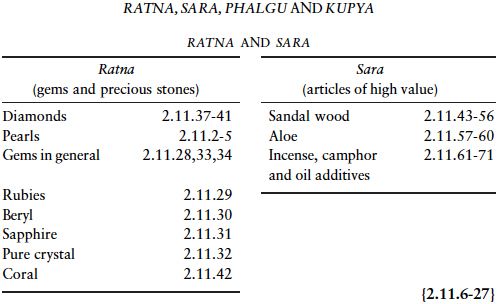 RATNA, SARA, PHALGU AND KUPYA
RATNA AND SARA
Ratna
(gems and precious stones)
Diamonds 2.11.37-41
Pearls 2.11.2-5
Gems in general 2.11.28,33,34
Rubies 2.11.29
Beryl 2.11.30
Sapphire 2.11.31
Pure crystal 2.11.32
Coral 2.11.42
Sara
(articles of high value)
Sandal wood 2.11.43-56
Aloe 2.11.57-60
Incense, camphor 2.11.61-71
and oil additives
{2.11.6-27}